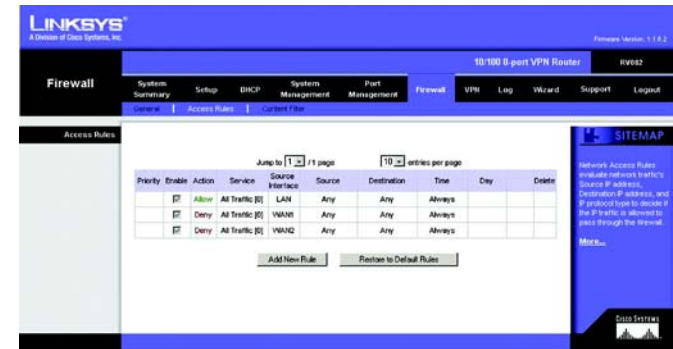 LINKSYS®
A Division of Cisco Systems, Inc.
Firmware Version: 1.1.8.2
10/100 8-port VPN Router RV082
Firewall
System Summary Setup DHCP System Management Port Management Firewall VPN Log Wizard Support Logout
General | Access Rules | Content Filter
Access Rules
SITEMAP
Jump to 1 /1 page 10 entries per page
Priority Enable Action Service Source Interface Source Destination Time Day Delete
Allow All Traffic [0] LAN Any Any Always
Deny All Traffic [0] WAN1 Any Any Always
Deny All Traffic [0] WAN2 Any Any Always
Add New Rule Restore to Default Rules
Network Access Rules
evaluate network traffic's
Source IP address,
Destination IP address, and
IP protocol type to decide if
the IP traffic is allowed to
pass through the firewall.
More...
CISCO SYSTEMS